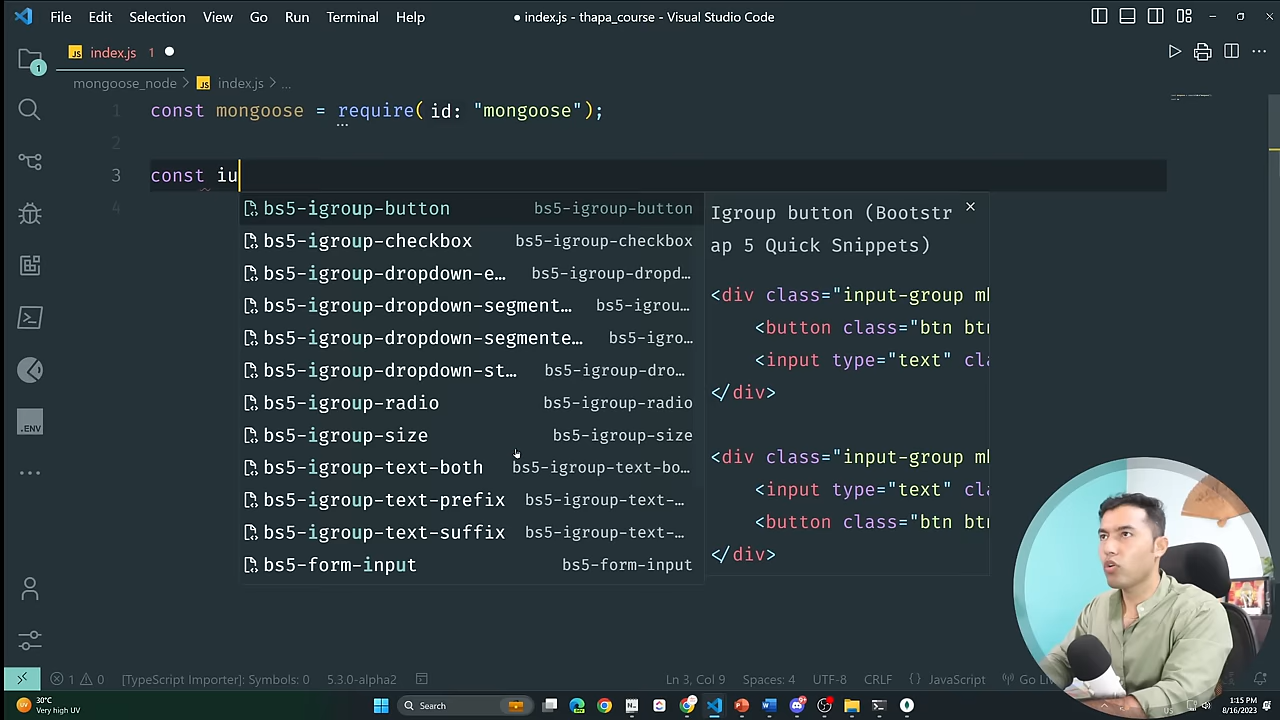 File Edit Selection View Go Run Terminal Help
● index.js - thapa_course - Visual Studio Code
1
JS index.js 1 ●
mongoose_node > JS index.js > ...
1 const mongoose = require( id: "mongoose");
2
3 const iu
4
bs5-igroup-button bs5-igroup-button
bs5-igroup-checkbox bs5-igroup-checkbox
bs5-igroup-dropdown-e… bs5-igroup-dropd…
bs5-igroup-dropdown-segment… bs5-igrou…
bs5-igroup-dropdown-segmente… bs5-igro…
bs5-igroup-dropdown-st… bs5-igroup-dro…
bs5-igroup-radio bs5-igroup-radio
bs5-igroup-size bs5-igroup-size
bs5-igroup-text-both bs5-igroup-text-bo…
bs5-igroup-text-prefix bs5-igroup-text-…
bs5-igroup-text-suffix bs5-igroup-text-…
bs5-form-input bs5-form-input
Igroup button (Bootstr
ap 5 Quick Snippets)
<div class="input-group m
<button class="btn btn
<input type="text" cla
</div>
<div class="input-group m
<input type="text" cla
<button class="btn btn
</div>
.ENV
1 0 [TypeScript Importer]: Symbols: 0 5.3.0-alpha2 Ln 3, Col 9 Spaces: 4 UTF-8 CRLF {} JavaScript Go Li
30°C
Very high UV
Search
US
1:15 PM
8/16/2023